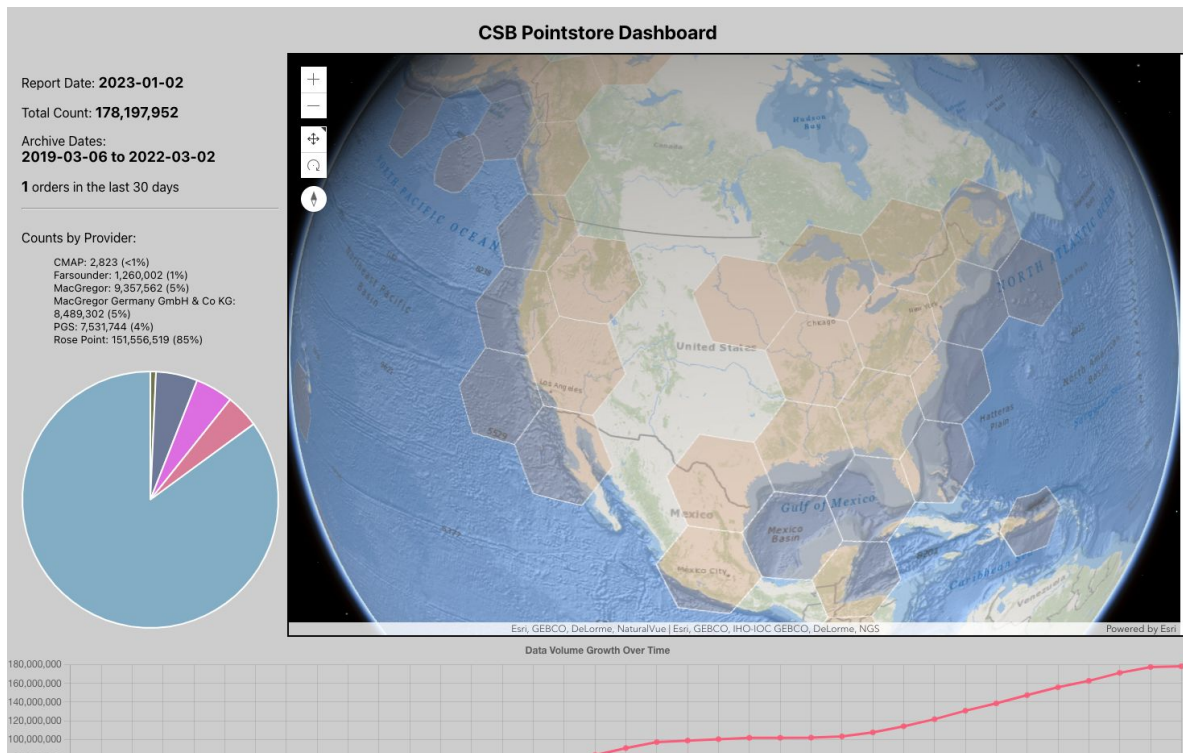 CSB Pointstore Dashboard
Report Date: 2023-01-02
Total Count: 178,197,952
Archive Dates:
2019-03-06 to 2022-03-02
1 orders in the last 30 days
Counts by Provider:
CMAP: 2,823 (<1%)
Farsounder: 1,260,002 (1%)
MacGregor: 9,357,562 (5%)
MacGregor Germany GmbH & Co KG:
8,489,302 (5%)
PGS: 7,531,744 (4%)
Rose Point: 151,556,519 (85%)
Hudson
Bay
Canada
PACIFIC OCEAN
Northeast Pacific
Basin
NORTH ATLANTIC
New York
Chicago
United States
Los Angeles
5529
Hatteras
Plain
Gulf of Mexico
Mexico
Mexico
Basin
Mexico City
Caribbean
Venezuela
Esri, GEBCO, DeLorme, NaturalVue | Esri, GEBCO, IHO-IOC GEBCO, DeLorme, NGS
Powered by Esri
Data Volume Growth Over Time
180,000,000
160,000,000
140,000,000
120,000,000
100,000,000